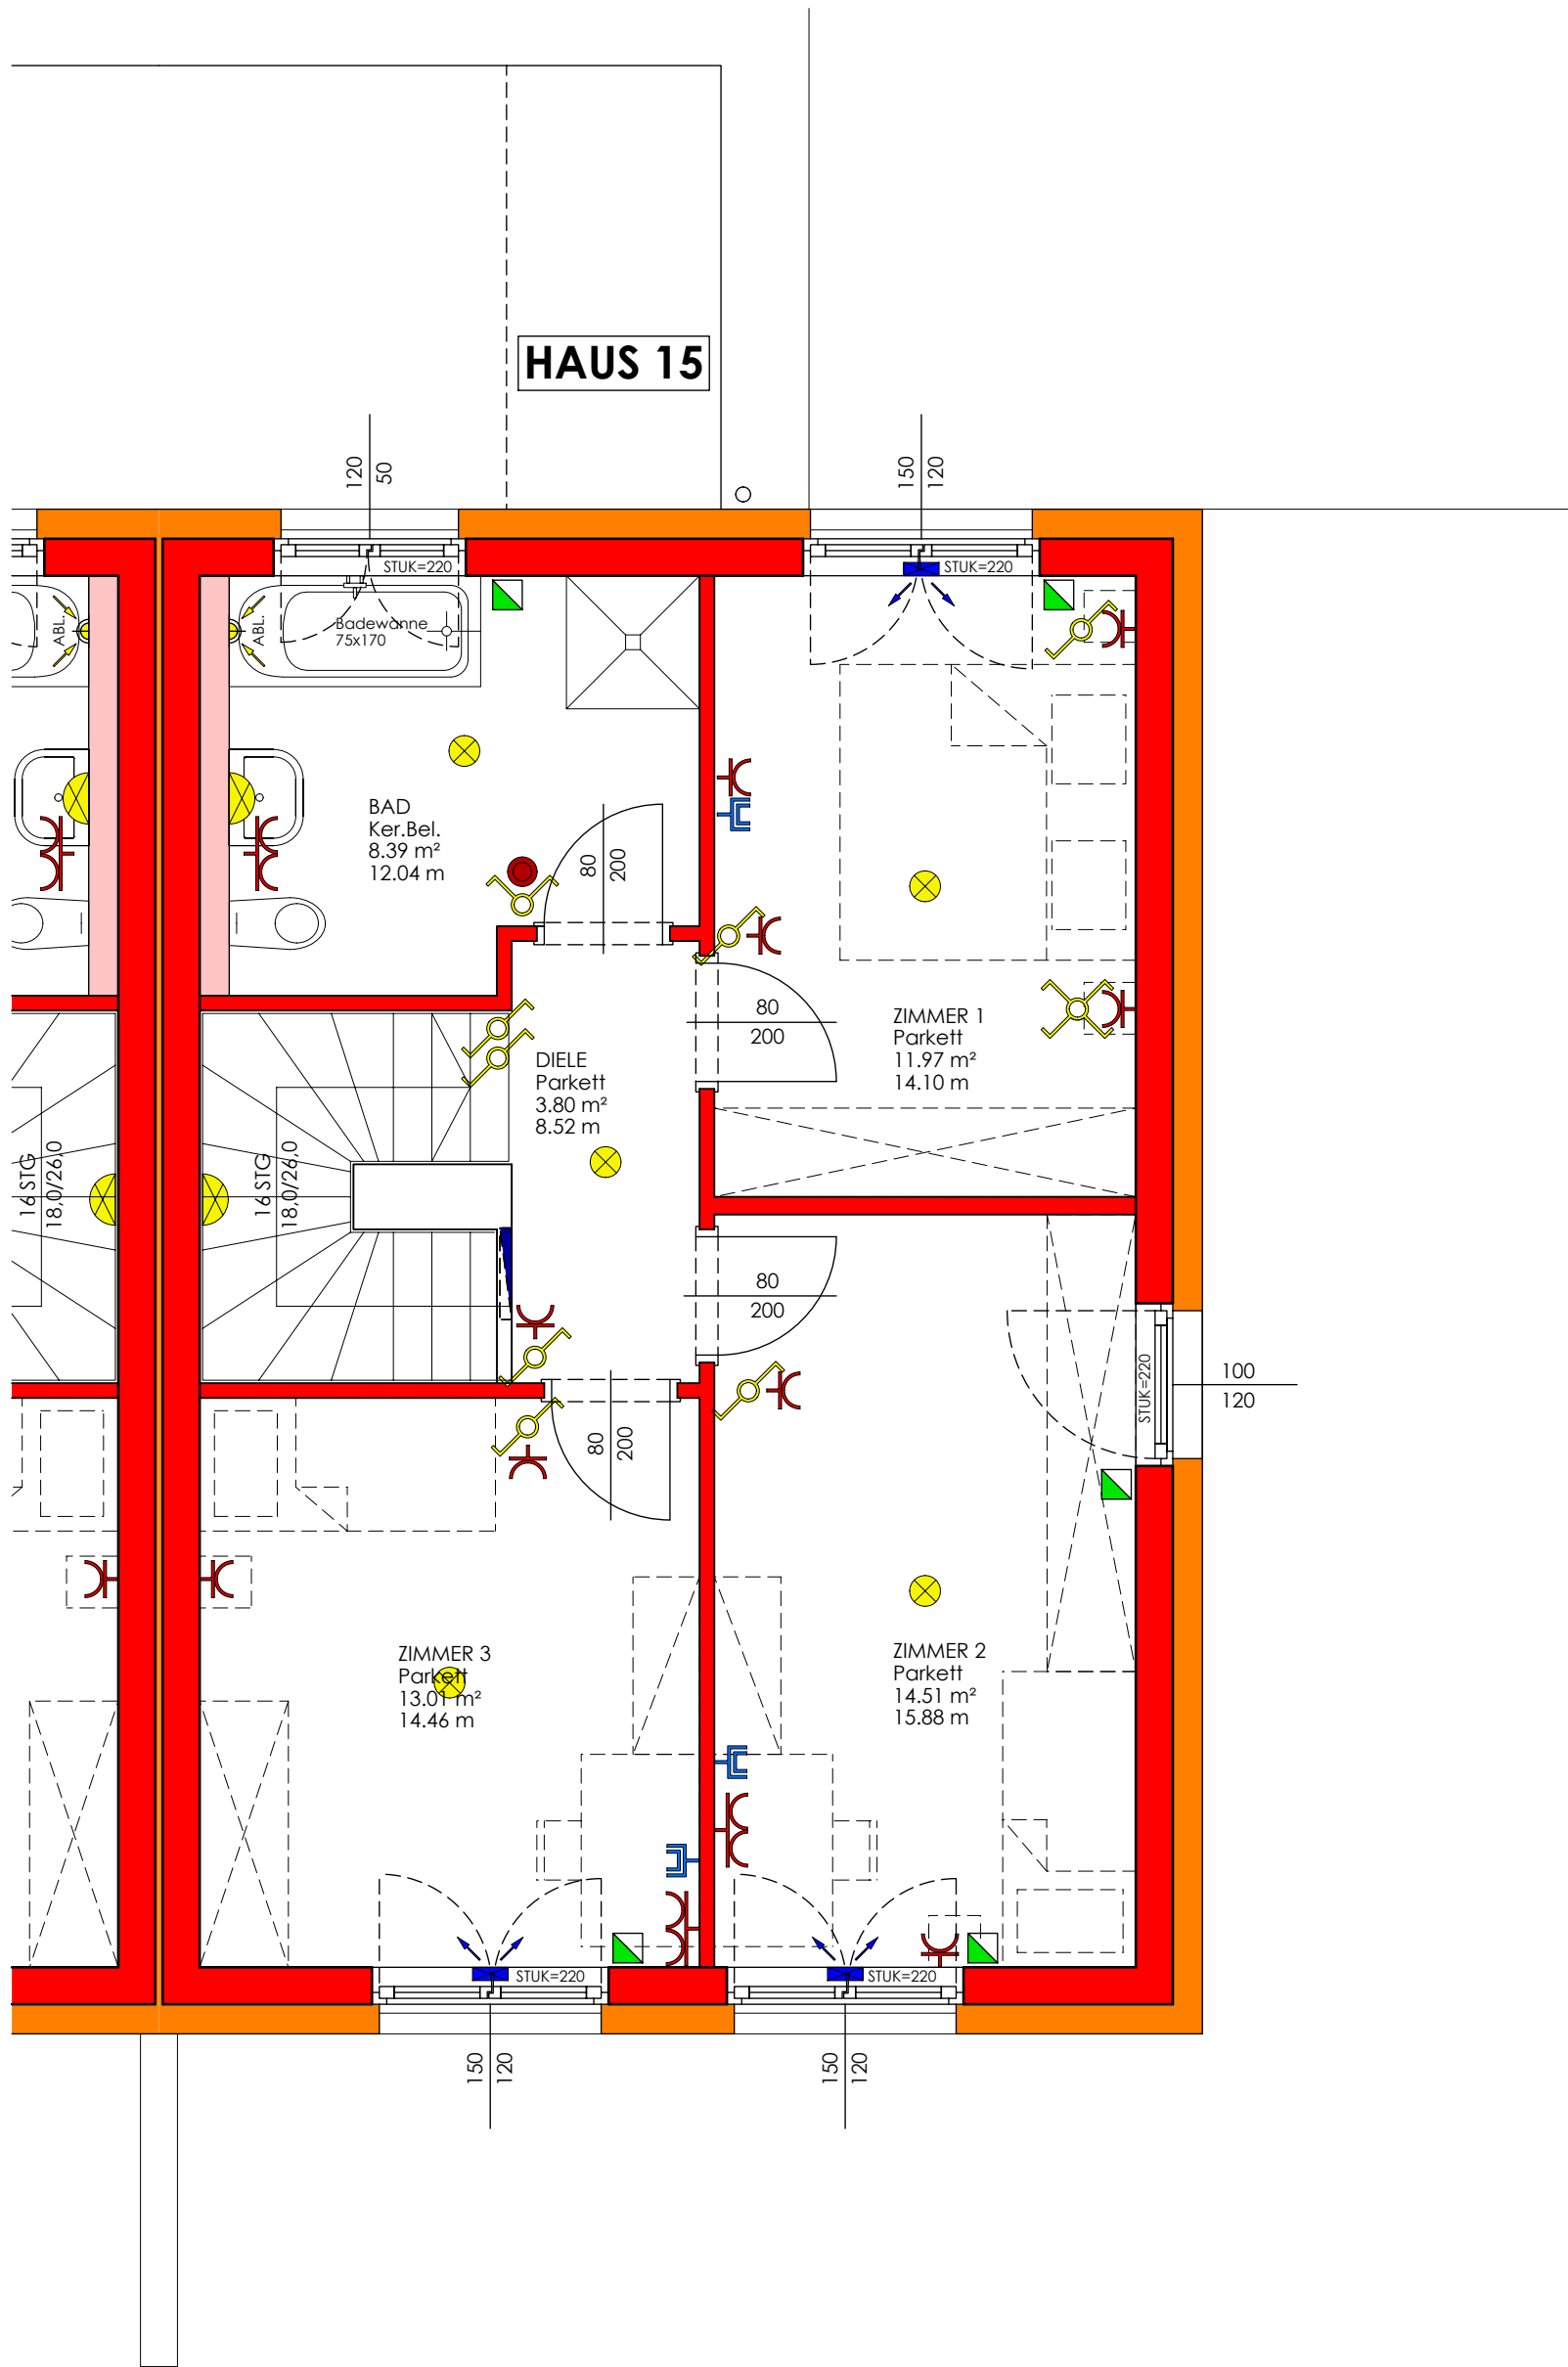 HAUS 15
120
50
150
120
STUK=220
STUK=220
ABL.
ABL.
Badewanne
75x170
BAD
Ker.Bel.
8.39 m²
12.04 m
80
200
80
200
ZIMMER 1
Parkett
11.97 m²
14.10 m
DIELE
Parkett
3.80 m²
8.52 m
16 STG
18,0/26,0
16 STG
18,0/26,0
80
200
STUK=220
100
120
80
200
ZIMMER 3
Parkett
13.01 m²
14.46 m
ZIMMER 2
Parkett
14.51 m²
15.88 m
STUK=220
STUK=220
150
120
150
120